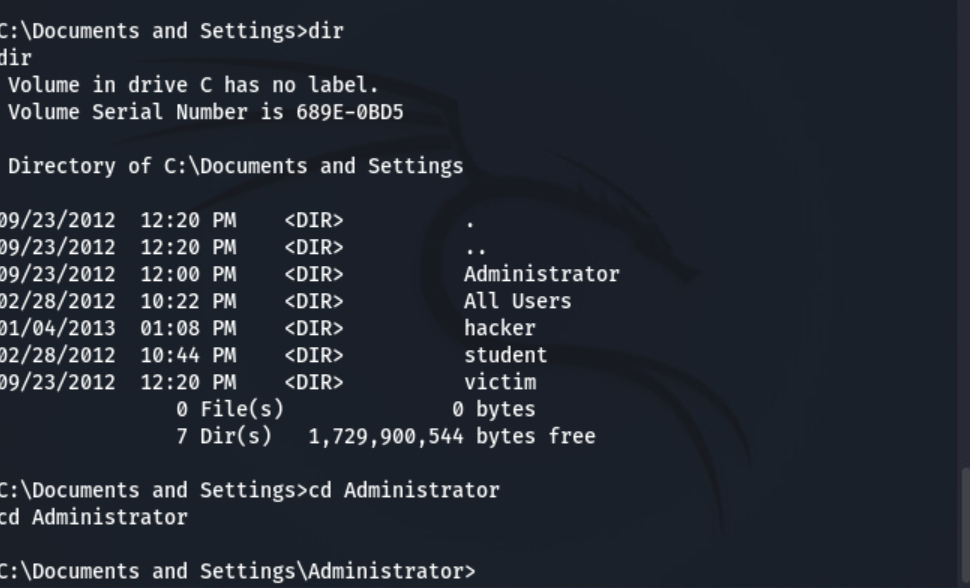 C:\Documents and Settings>dir
dir
Volume in drive C has no label.
Volume Serial Number is 689E-0BD5
Directory of C:\Documents and Settings
09/23/2012 12:20 PM <DIR> .
09/23/2012 12:20 PM <DIR> ..
09/23/2012 12:00 PM <DIR> Administrator
02/28/2012 10:22 PM <DIR> All Users
01/04/2013 01:08 PM <DIR> hacker
02/28/2012 10:44 PM <DIR> student
09/23/2012 12:20 PM <DIR> victim
0 File(s) 0 bytes
7 Dir(s) 1,729,900,544 bytes free
C:\Documents and Settings>cd Administrator
cd Administrator
C:\Documents and Settings\Administrator>